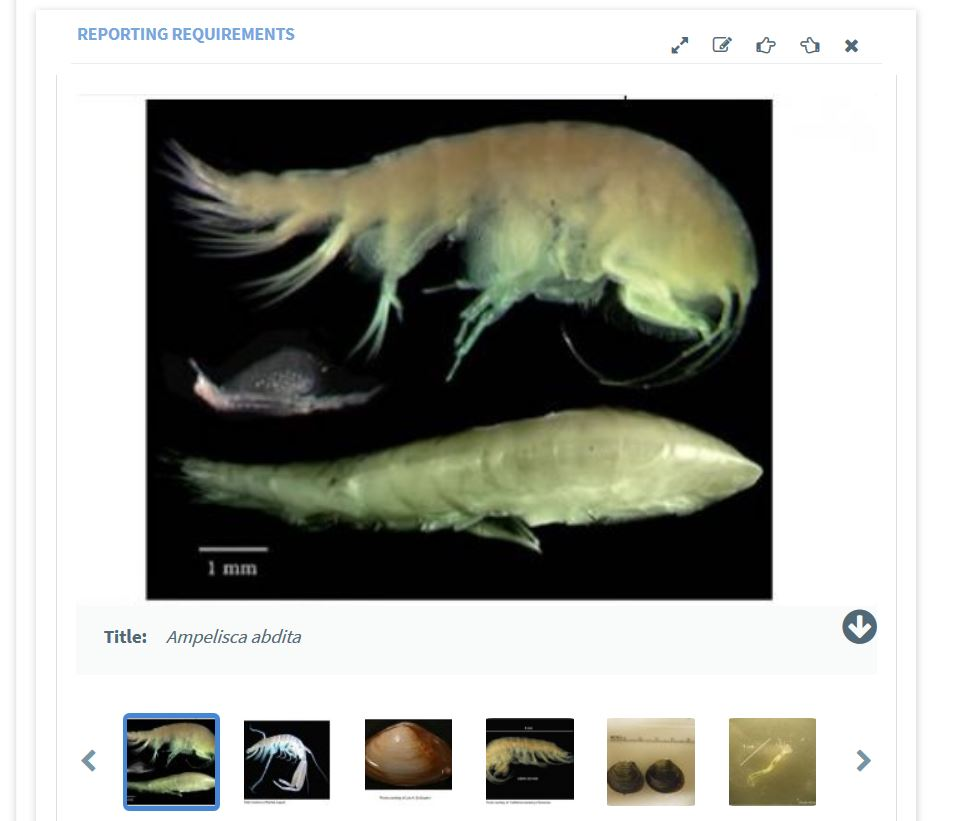 REPORTING REQUIREMENTS
1 mm
Title: Ampelisca abdita